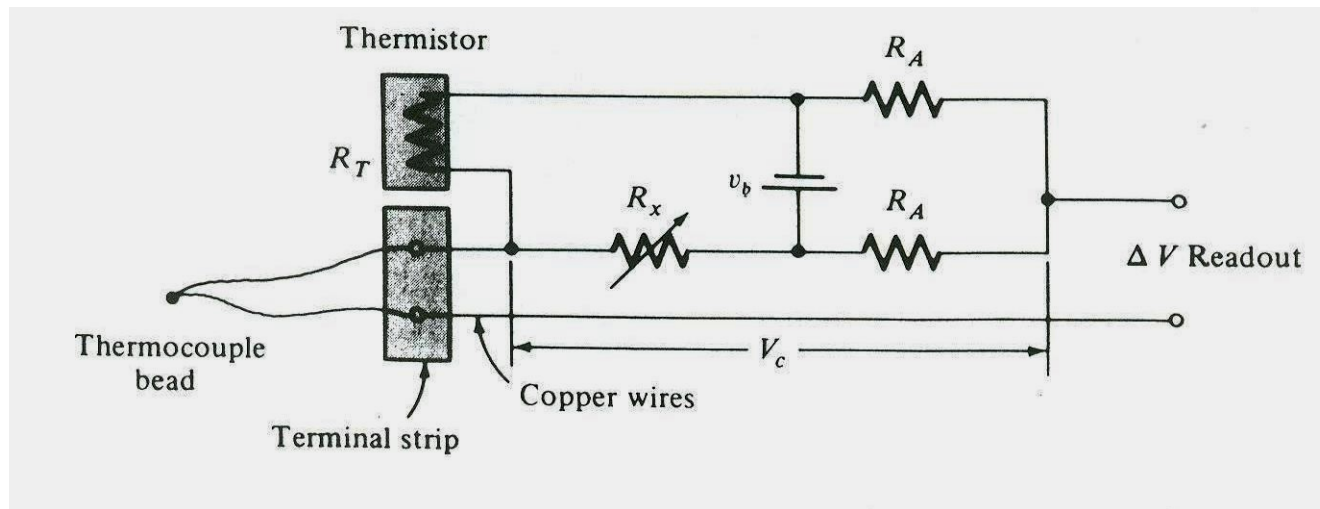 Thermistor
R_A
R_T
v_b
R_x
R_A
Δ V Readout
V_c
Thermocouple
bead
Copper wires
Terminal strip